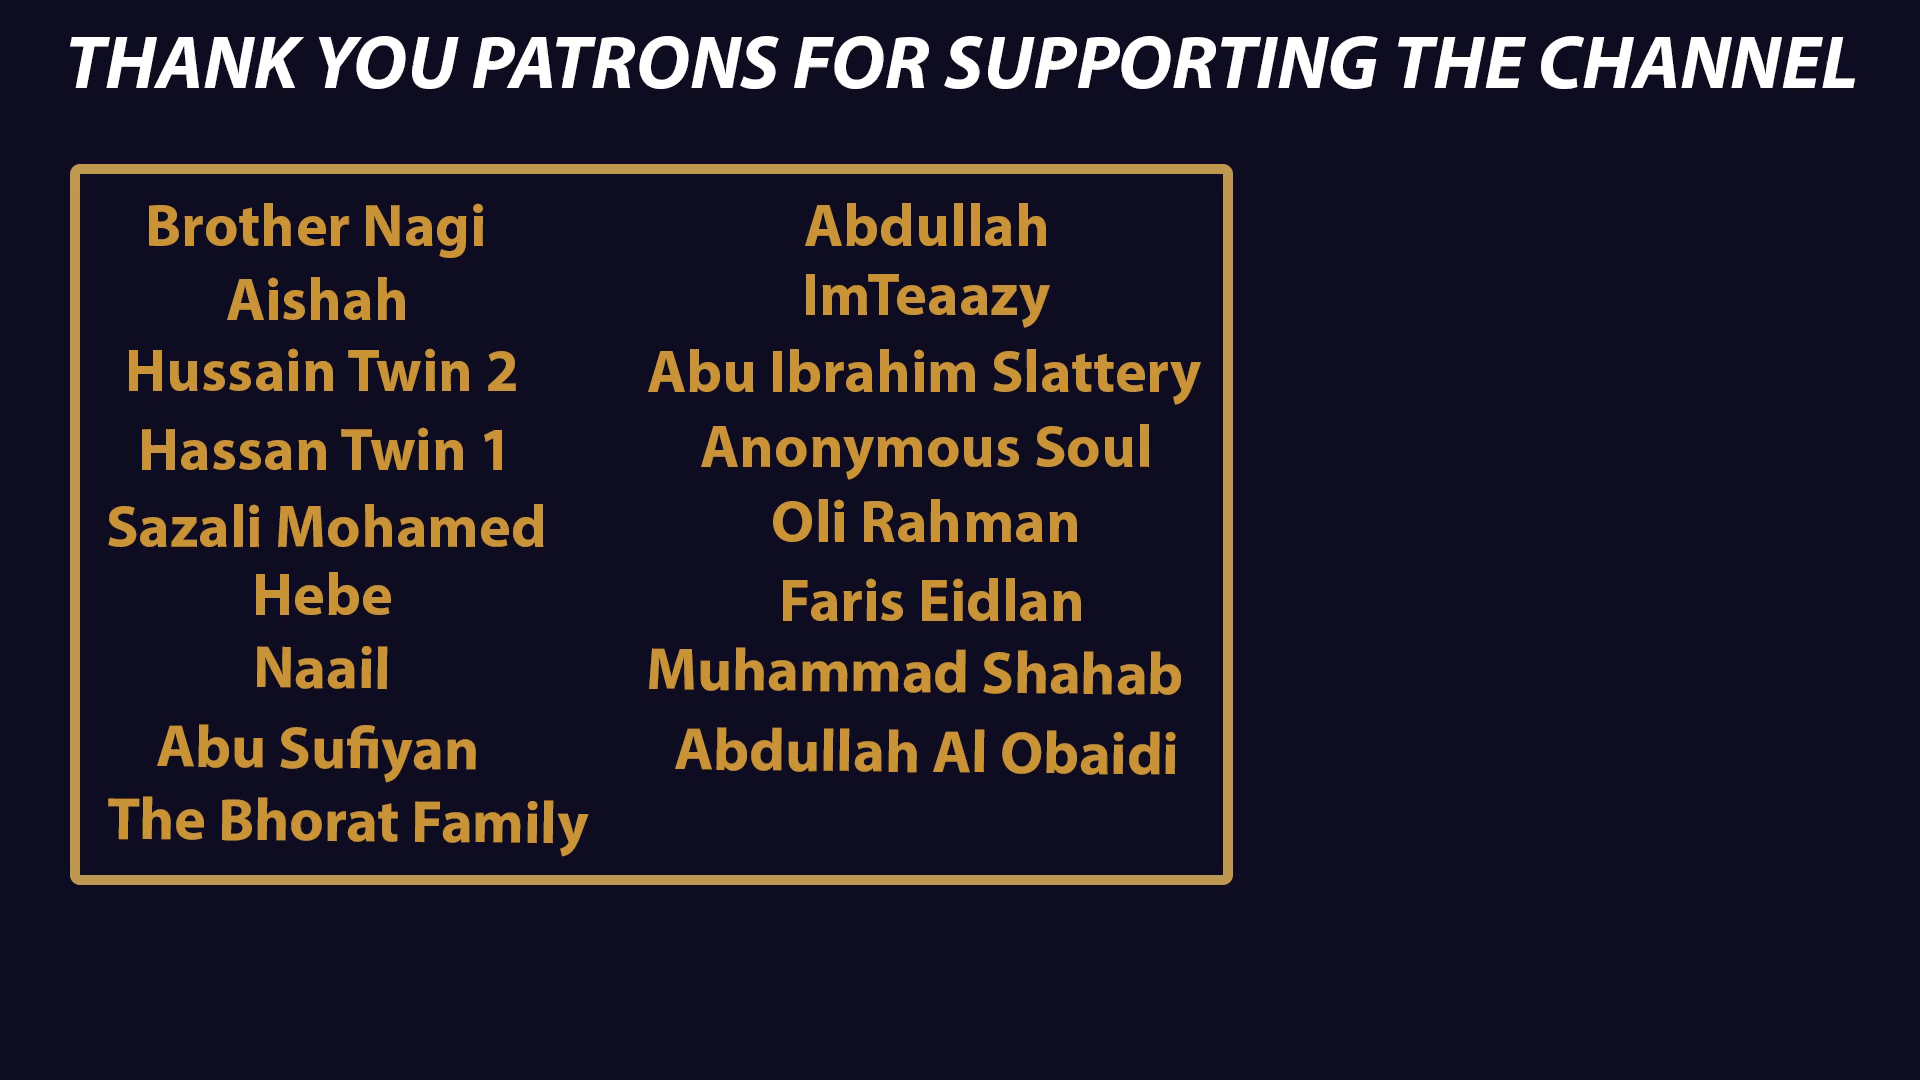 THANK YOU PATRONS FOR SUPPORTING THE CHANNEL
Brother Nagi
Aishah
Hussain Twin 2
Hassan Twin 1
Sazali Mohamed
Hebe
Naail
Abu Sufiyan
The Bhorat Family
Abdullah
ImTeaazy
Abu Ibrahim Slattery
Anonymous Soul
Oli Rahman
Faris Eidlan
Muhammad Shahab
Abdullah Al Obaidi